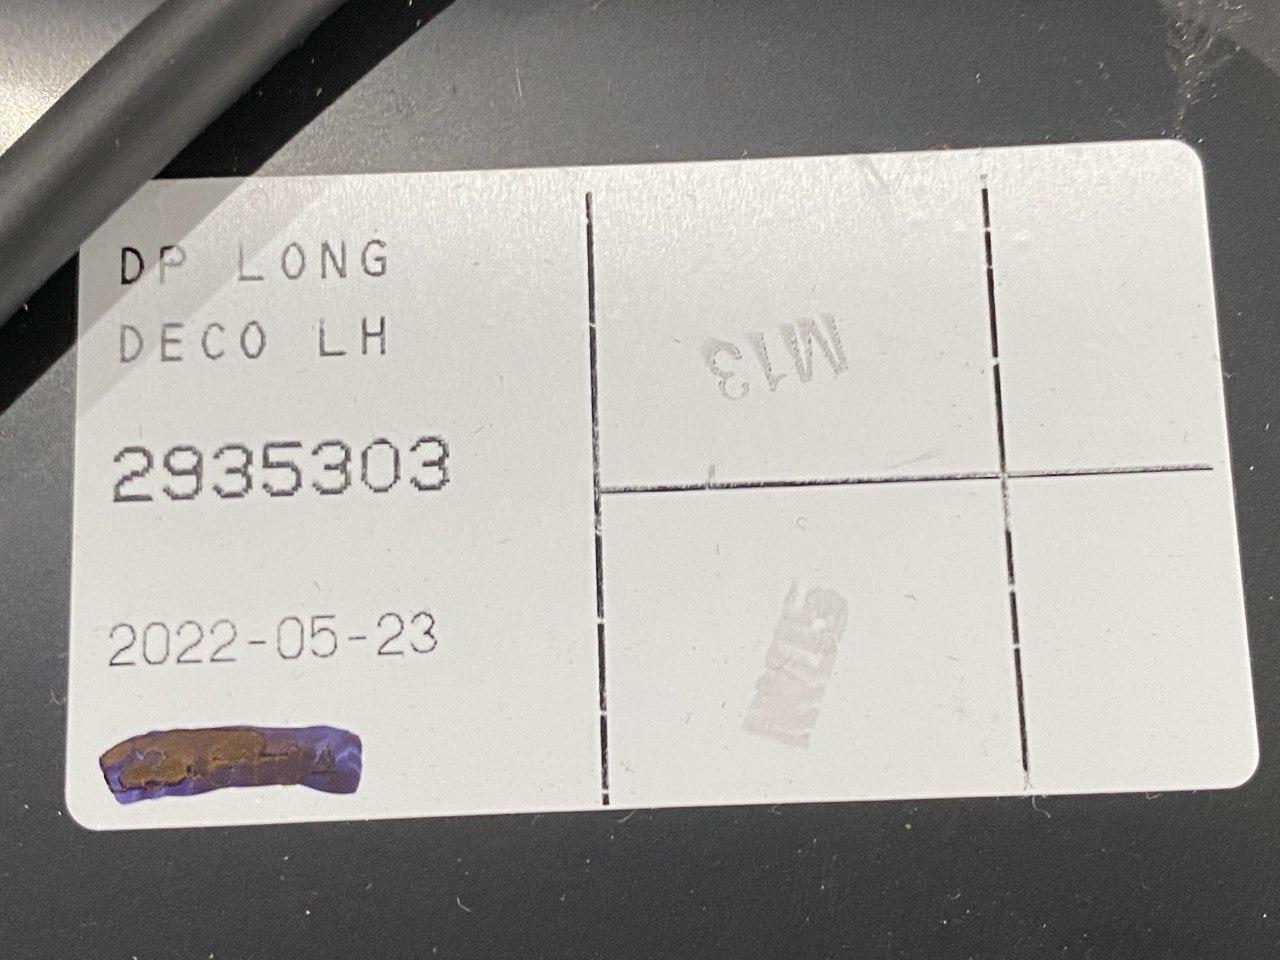 DP LONG
DECO LH
2935303
2022-05-23
M13